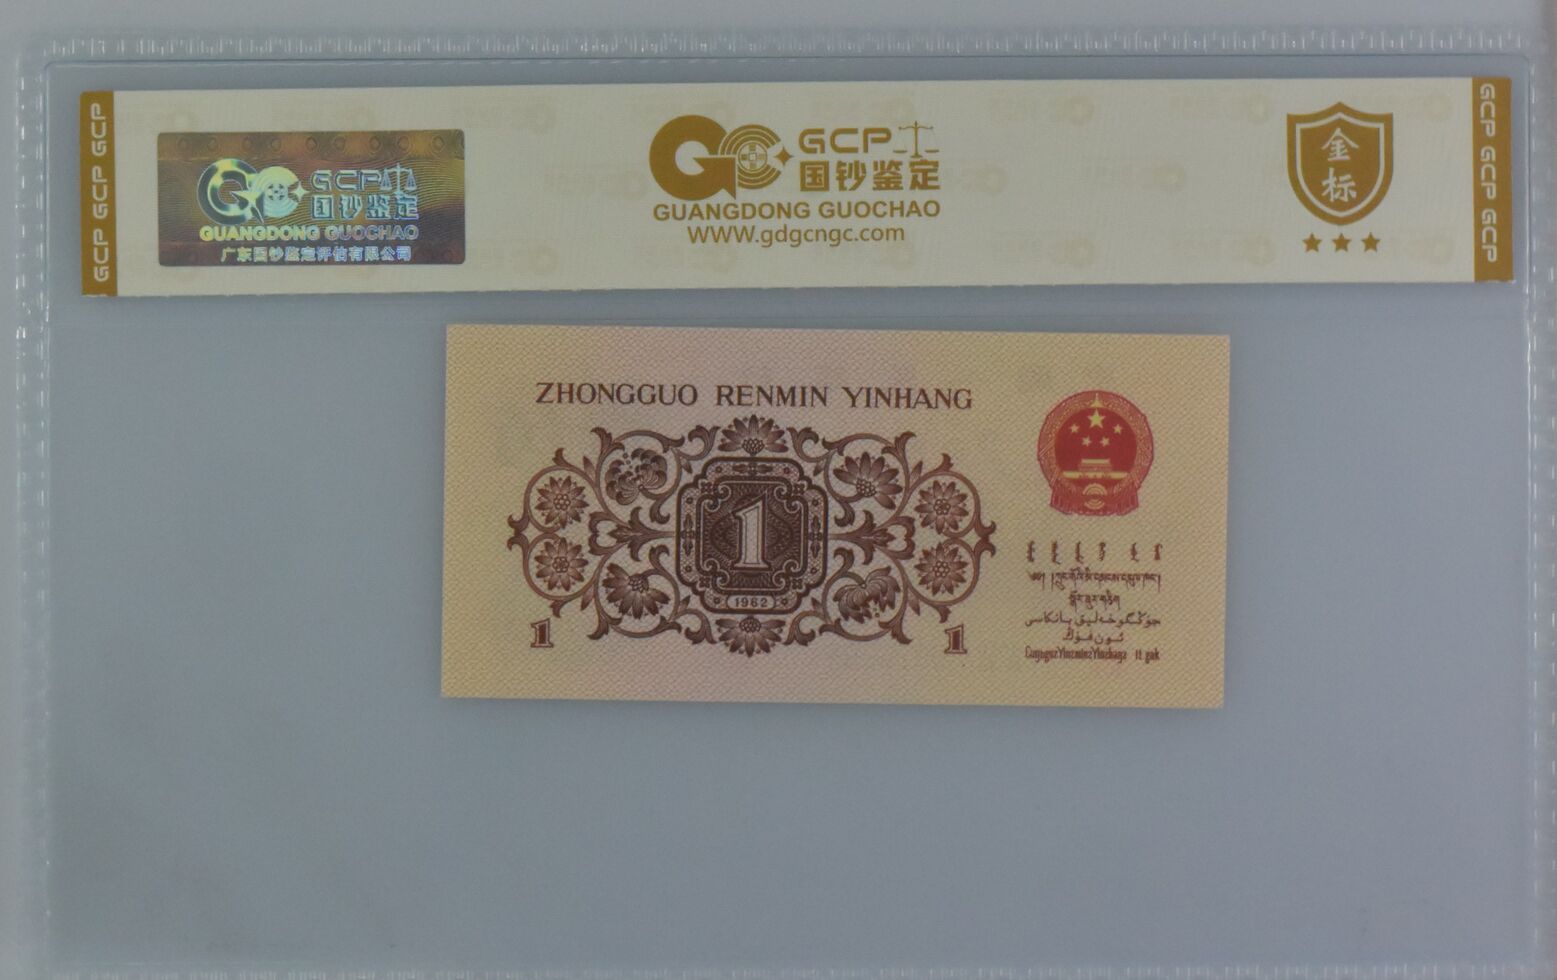 GCP GCP GCP
GCP
国钞鉴定
GUANGDONG GUOCHAO
广东国钞鉴定评估有限公司
GCP
国钞鉴定
GUANGDONG GUOCHAO
WWW.gdgcngc.com
金
标
GCP GCP GCP
ZHONGGUO RENMIN YINHANG
1
1962
1
1